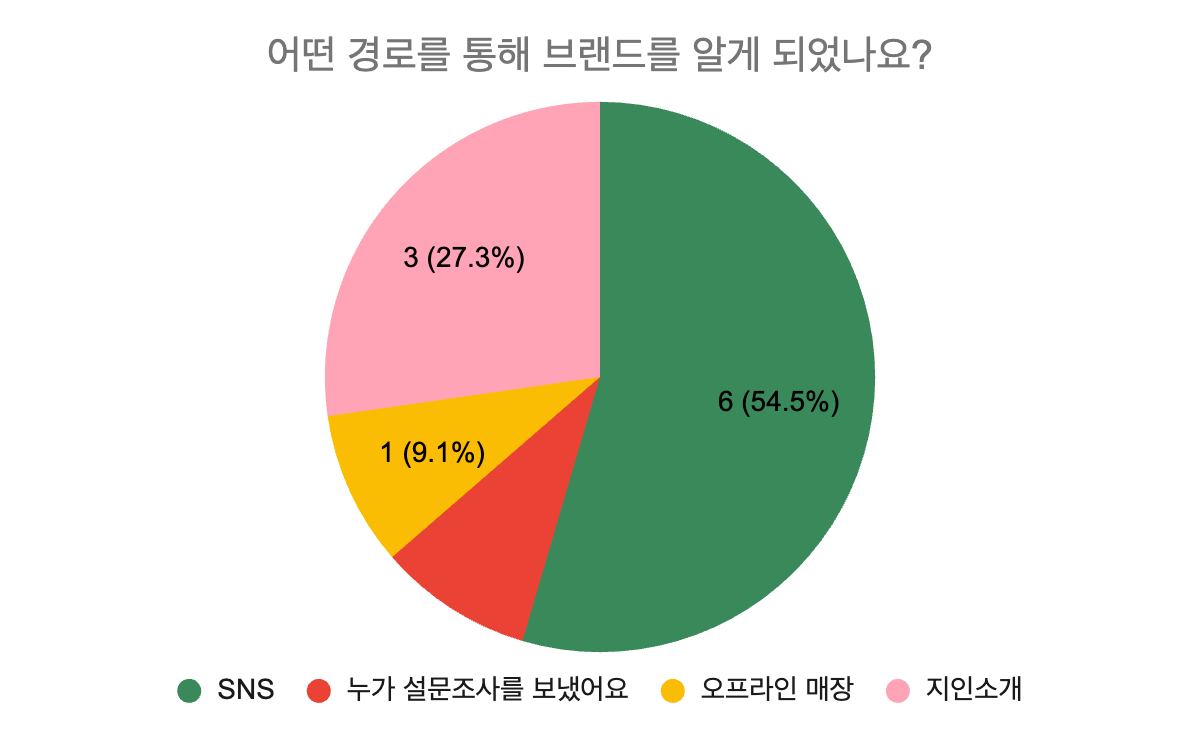 어떤 경로를 통해 브랜드를 알게 되었나요?
3 (27.3%)
6 (54.5%)
1 (9.1%)
SNS 누가 설문조사를 보냈어요 오프라인 매장 지인소개